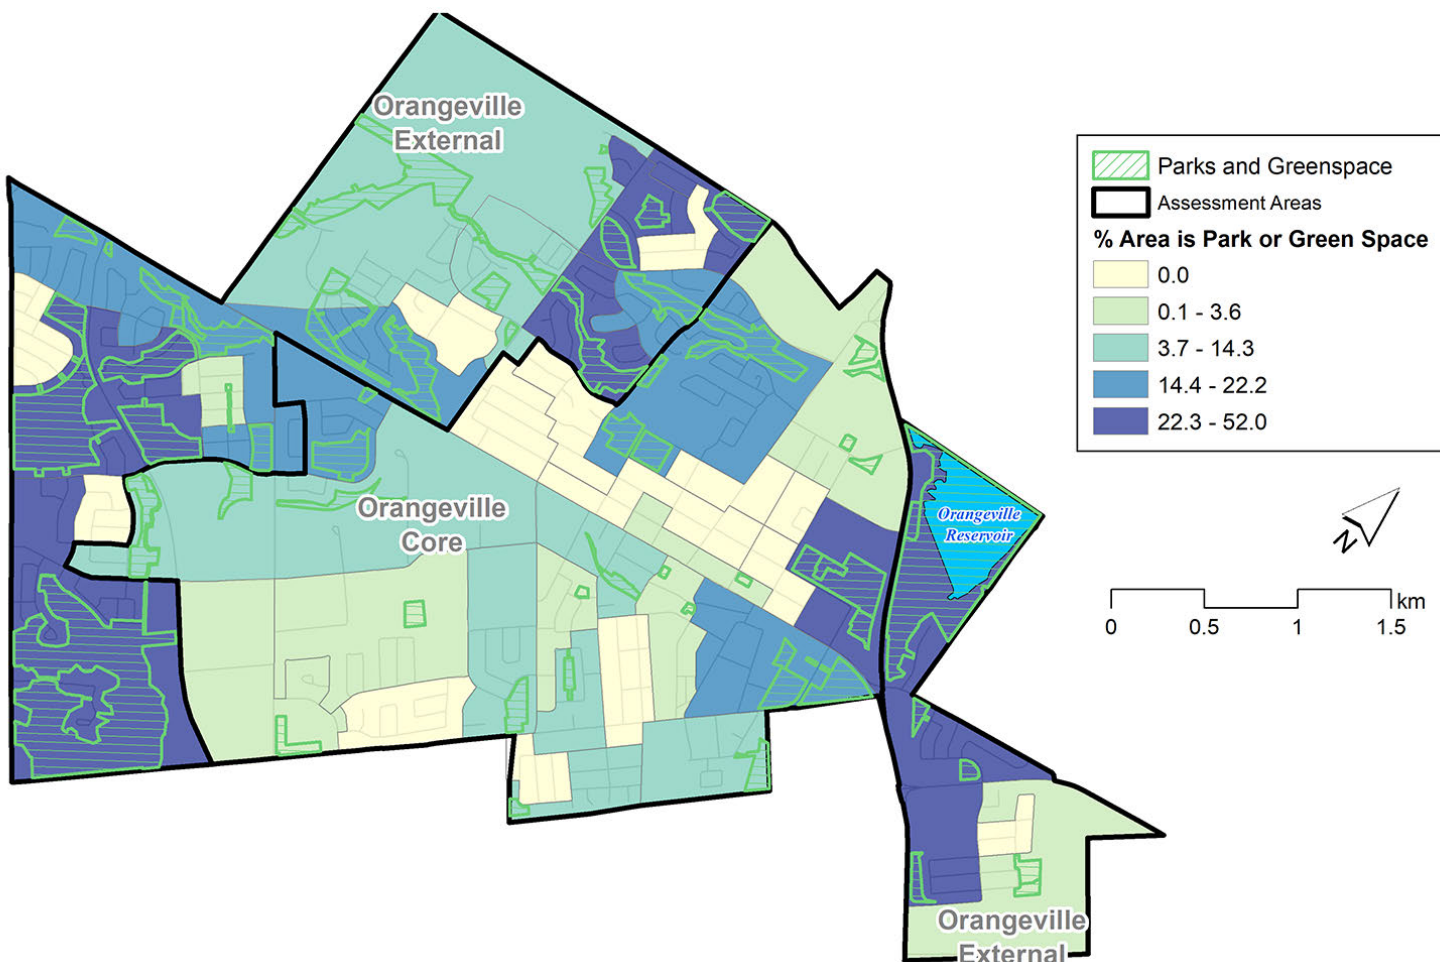 Orangeville
External
Parks and Greenspace
Assessment Areas
% Area is Park or Green Space
0.0
0.1 - 3.6
3.7 - 14.3
14.4 - 22.2
22.3 - 52.0
Orangeville
Core
Orangeville
Reservoir
N
km
0 0.5 1 1.5
Orangeville
External